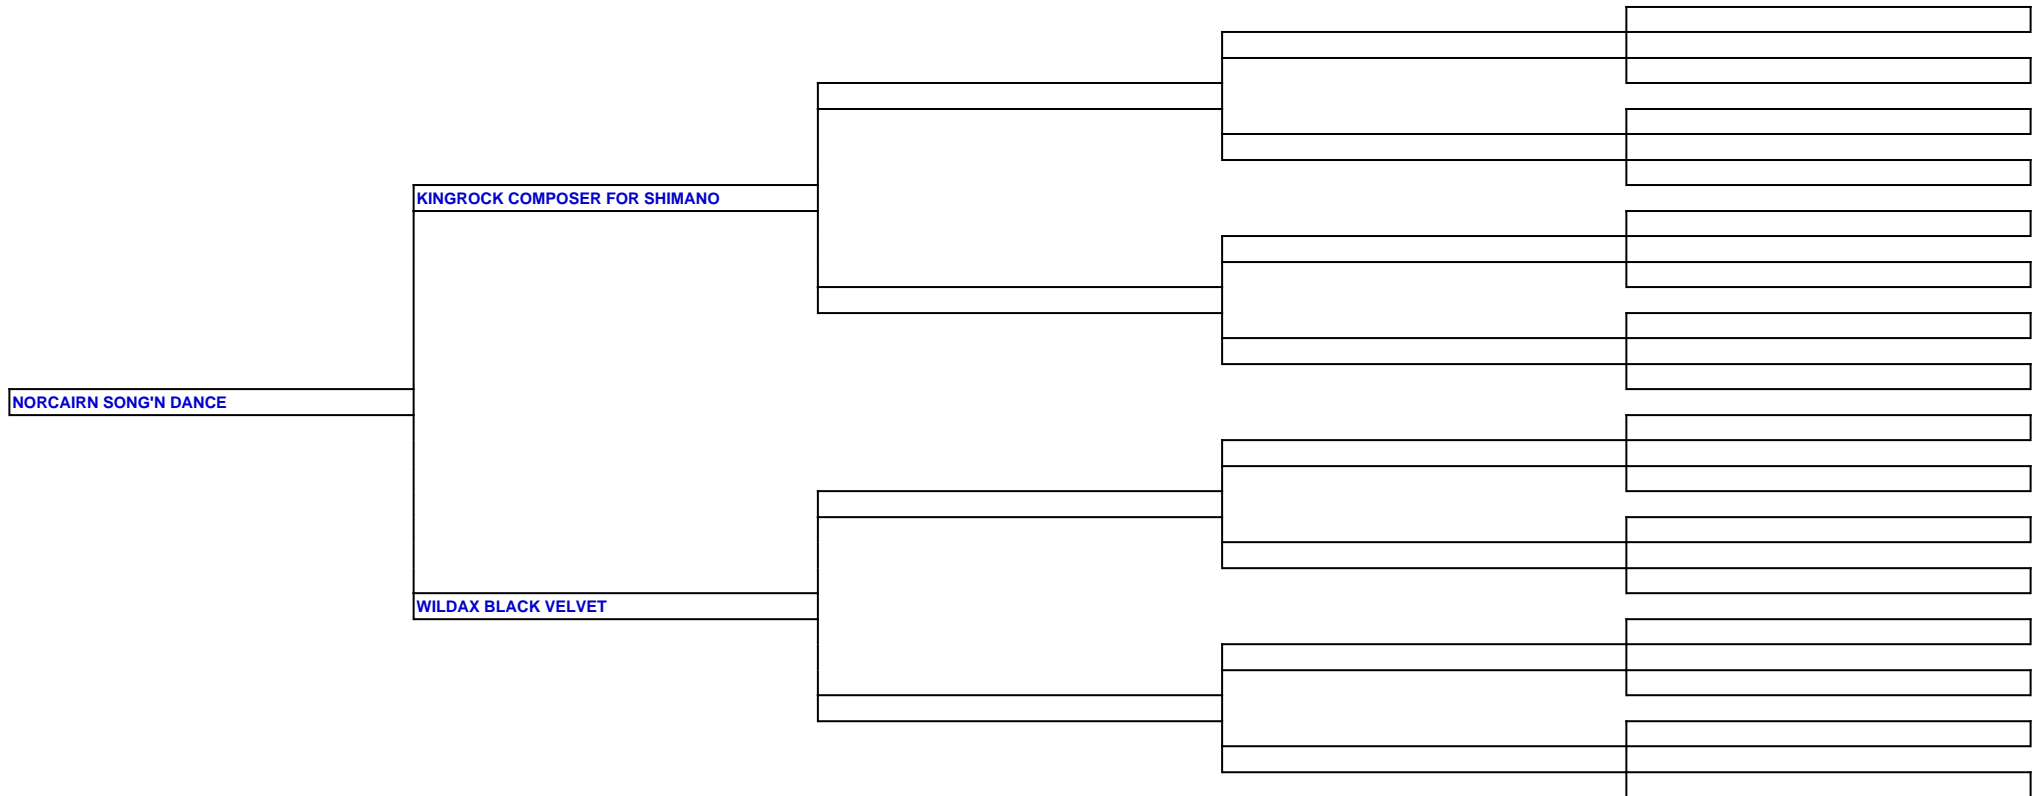 KINGROCK COMPOSER FOR SHIMANO
NORCAIRN SONG'N DANCE
WILDAX BLACK VELVET